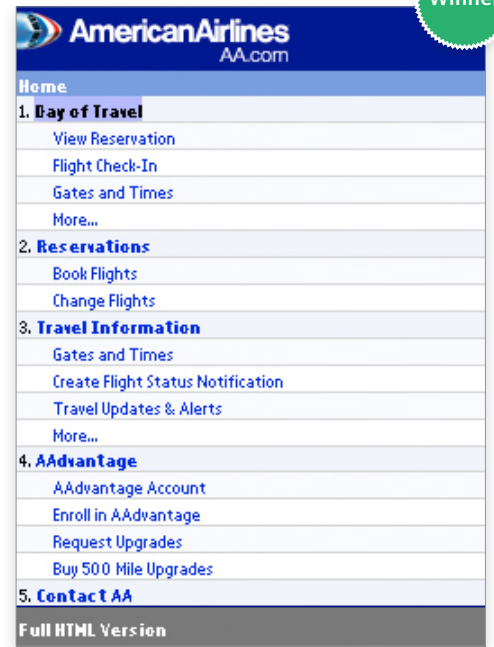 Winner
AmericanAirlines
AA.com
Home
1. Day of Travel
View Reservation
Flight Check-In
Gates and Times
More...
2. Reservations
Book Flights
Change Flights
3. Travel Information
Gates and Times
Create Flight Status Notification
Travel Updates & Alerts
More...
4. AAdvantage
AAdvantage Account
Enroll in AAdvantage
Request Upgrades
Buy 500 Mile Upgrades
5. Contact AA
Full HTML Version